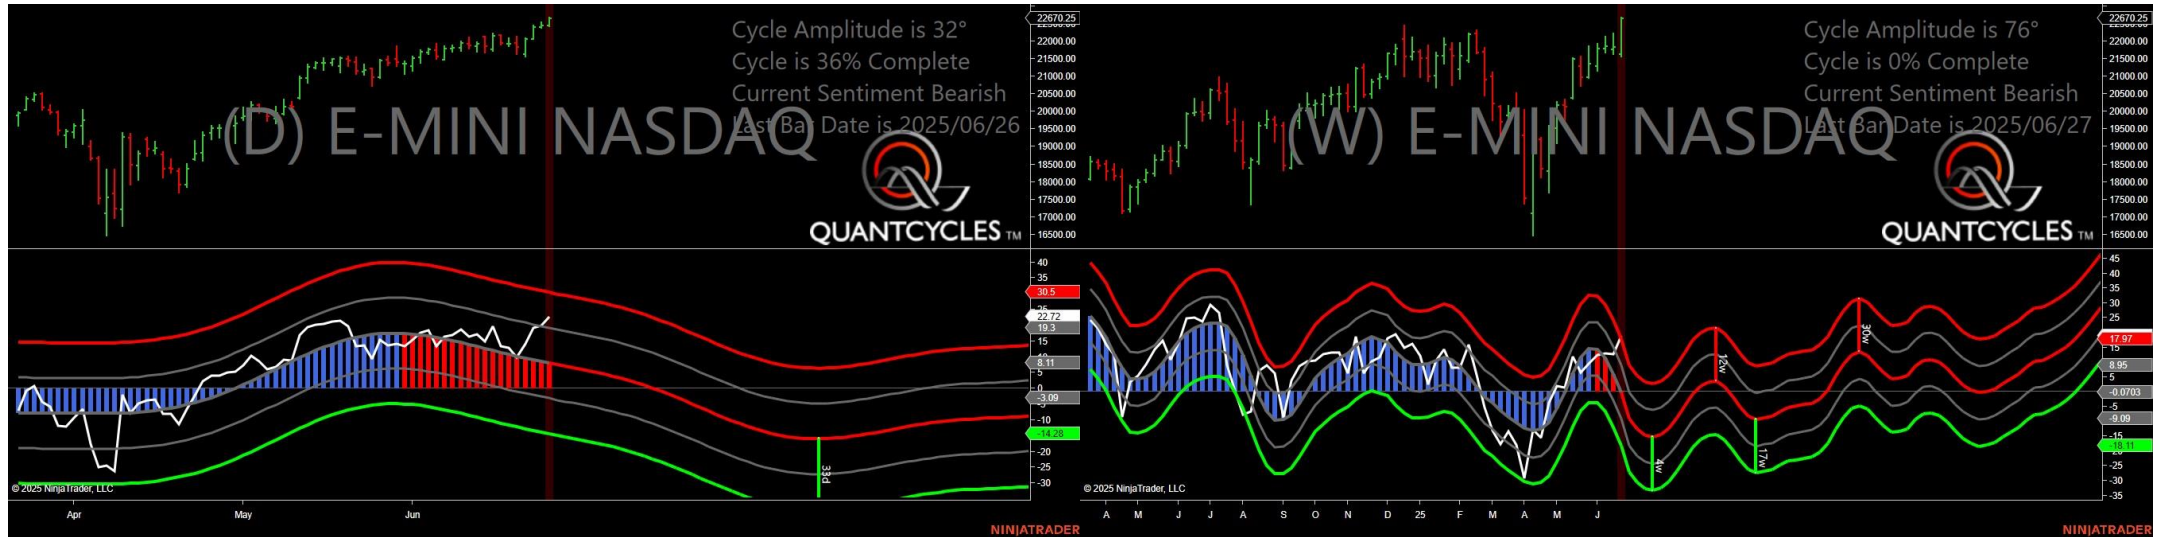 Cycle Amplitude is 32°
Cycle is 36% Complete
Current Sentiment Bearish
Last Bar Date is 2025/06/26
(D) E-MINI NASDAQ
QUANTCYCLES TM
22670.25
22000.00
21500.00
21000.00
20500.00
20000.00
19500.00
19000.00
18500.00
18000.00
17500.00
17000.00
16500.00
40
35
30.5
22.72
19.3
15
8.11
5
0
-3.09
-10
-14.28
-20
-25
-30
33d
© 2025 NinjaTrader, LLC
Apr
May
Jun
NINJATRADER
Cycle Amplitude is 76°
Cycle is 0% Complete
Current Sentiment Bearish
Last Bar Date is 2025/06/27
(W) E-MINI NASDAQ
QUANTCYCLES TM
22670.25
22000.00
21500.00
21000.00
20500.00
20000.00
19500.00
19000.00
18500.00
18000.00
17500.00
17000.00
16500.00
45
40
35
30
25
17.97
15
8.95
5
-0.0703
-5
-9.09
-15
-18.11
-25
-30
-35
4w
12w
17w
30w
© 2025 NinjaTrader, LLC
A
M
J
J
A
S
O
N
D
25
F
M
A
M
J
NINJATRADER